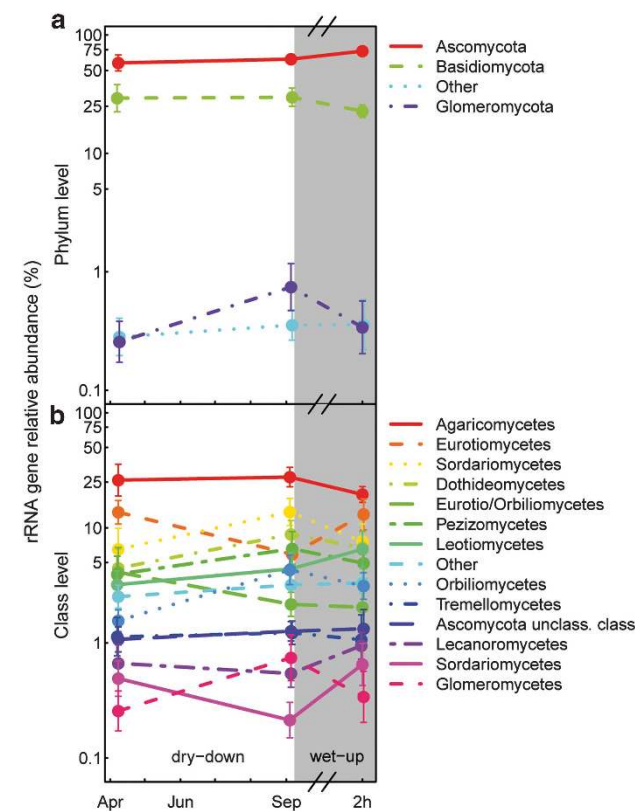 a
100
75
50
25
10
5
1
0.1
Phylum level
rRNA gene relative abundance (%)
Ascomycota
Basidiomycota
Other
Glomeromycota
b
100
75
50
25
10
5
1
0.1
Class level
dry-down
wet-up
Apr
Jun
Sep
2h
Agaricomycetes
Eurotiomycetes
Sordariomycetes
Dothideomycetes
Eurotio/Orbiliomycetes
Pezizomycetes
Leotiomycetes
Other
Orbiliomycetes
Tremellomycetes
Ascomycota unclass. class
Lecanoromycetes
Sordariomycetes
Glomeromycetes